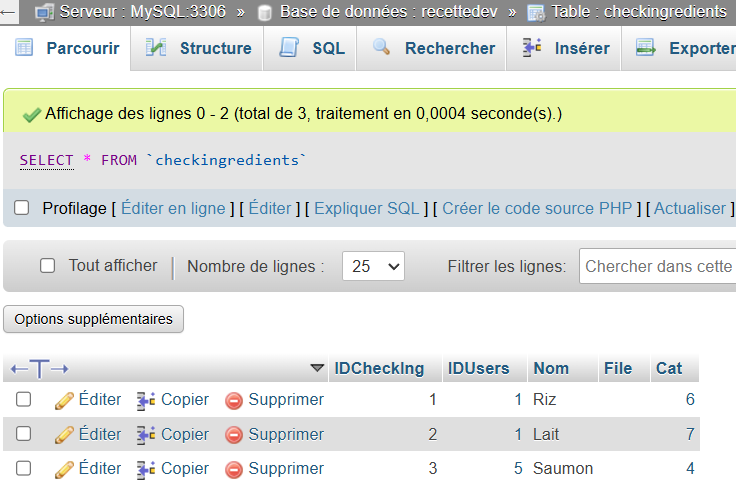 Serveur : MySQL:3306 » Base de données : recettedev » Table : checkingredients
Parcourir Structure SQL Rechercher Insérer Exporter
Affichage des lignes 0 - 2 (total de 3, traitement en 0,0004 seconde(s).)
SELECT * FROM `checkingredients`
Profilage [ Éditer en ligne ] [ Éditer ] [ Expliquer SQL ] [ Créer le code source PHP ] [ Actualiser ]
Tout afficher Nombre de lignes : 25 Filtrer les lignes: Chercher dans cette
Options supplémentaires
IDCheckIng IDUsers Nom File Cat
Éditer Copier Supprimer 1 1 Riz 6
Éditer Copier Supprimer 2 1 Lait 7
Éditer Copier Supprimer 3 5 Saumon 4